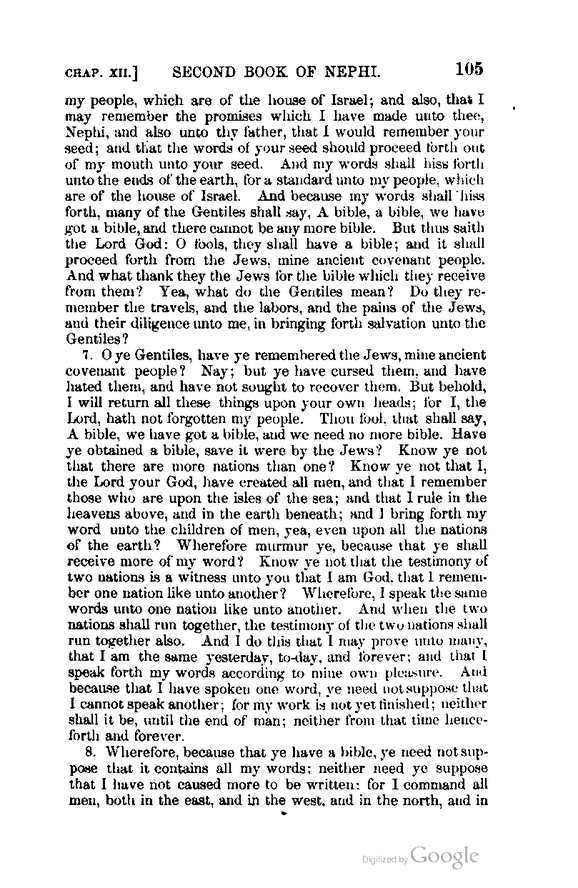 CHAP. XII.] SECOND BOOK OF NEPHI. 105
my people, which are of the house of Israel; and also, that I
may remember the promises which I have made unto thee,
Nephi, and also unto thy father, that I would remember your
seed; and that the words of your seed should proceed forth out
of my mouth unto your seed. And my words shall hiss forth
unto the ends of the earth, for a standard unto my people, which
are of the house of Israel. And because my words shall hiss
forth, many of the Gentiles shall say, A bible, a bible, we have
got a bible, and there cannot be any more bible. But thus saith
the Lord God: O fools, they shall have a bible; and it shall
proceed forth from the Jews, mine ancient covenant people.
And what thank they the Jews for the bible which they receive
from them? Yea, what do the Gentiles mean? Do they re-
member the travels, and the labors, and the pains of the Jews,
and their diligence unto me, in bringing forth salvation unto the
Gentiles?
7. O ye Gentiles, have ye remembered the Jews, mine ancient
covenant people? Nay; but ye have cursed them, and have
hated them, and have not sought to recover them. But behold,
I will return all these things upon your own heads; for I, the
Lord, hath not forgotten my people. Thou fool, that shall say,
A bible, we have got a bible, and we need no more bible. Have
ye obtained a bible, save it were by the Jews? Know ye not
that there are more nations than one? Know ye not that I,
the Lord your God, have created all men, and that I remember
those who are upon the isles of the sea; and that I rule in the
heavens above, and in the earth beneath; and I bring forth my
word unto the children of men, yea, even upon all the nations
of the earth? Wherefore murmur ye, because that ye shall
receive more of my word? Know ye not that the testimony of
two nations is a witness unto you that I am God, that I remem-
ber one nation like unto another? Wherefore, I speak the same
words unto one nation like unto another. And when the two
nations shall run together, the testimony of the two nations shall
run together also. And I do this that I may prove unto many,
that I am the same yesterday, to-day, and forever; and that I
speak forth my words according to mine own pleasure. And
because that I have spoken one word, ye need not suppose that
I cannot speak another; for my work is not yet finished; neither
shall it be, until the end of man; neither from that time hence-
forth and forever.
8. Wherefore, because that ye have a bible, ye need not sup-
pose that it contains all my words; neither need ye suppose
that I have not caused more to be written: for I command all
men, both in the east, and in the west, and in the north, and in
Digitized by Google